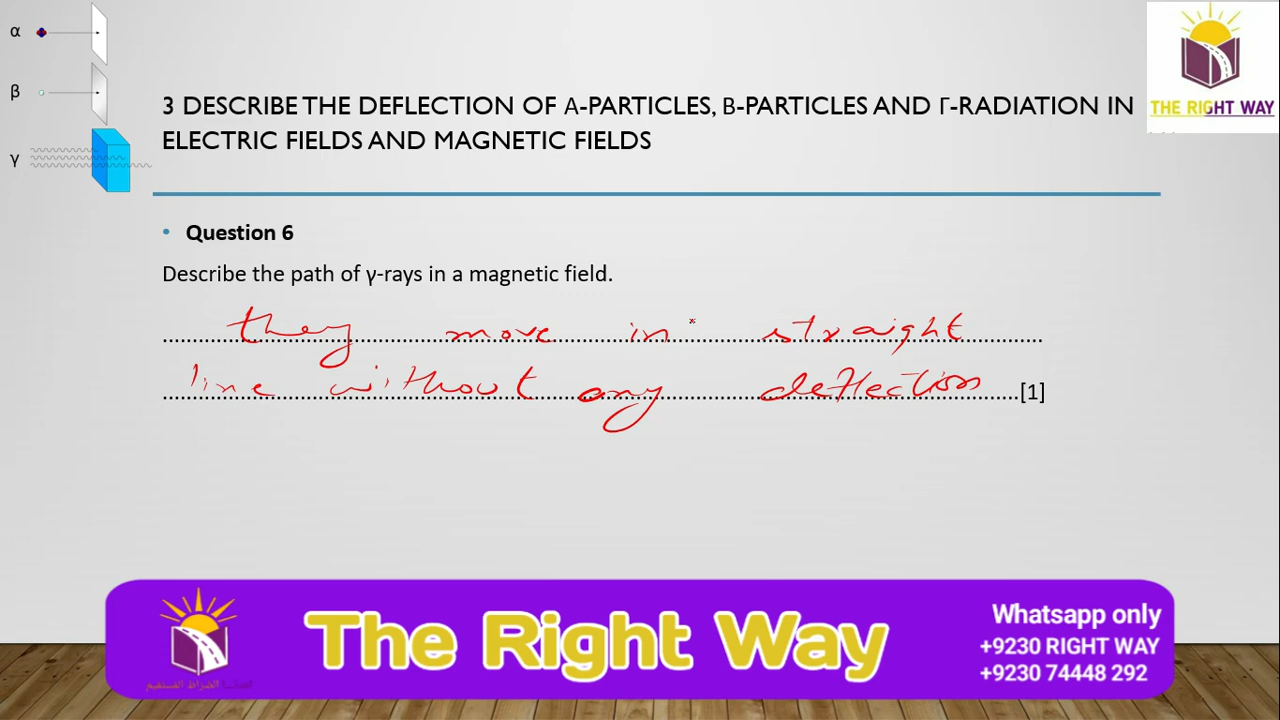 α
β
γ
THE RIGHT WAY
3 DESCRIBE THE DEFLECTION OF Α-PARTICLES, Β-PARTICLES AND Γ-RADIATION IN
ELECTRIC FIELDS AND MAGNETIC FIELDS
• Question 6
Describe the path of γ-rays in a magnetic field.
they move in straight
line without any deflection [1]
The Right Way
Whatsapp only
+9230 RIGHT WAY
+9230 74448 292
الصراط المستقيم